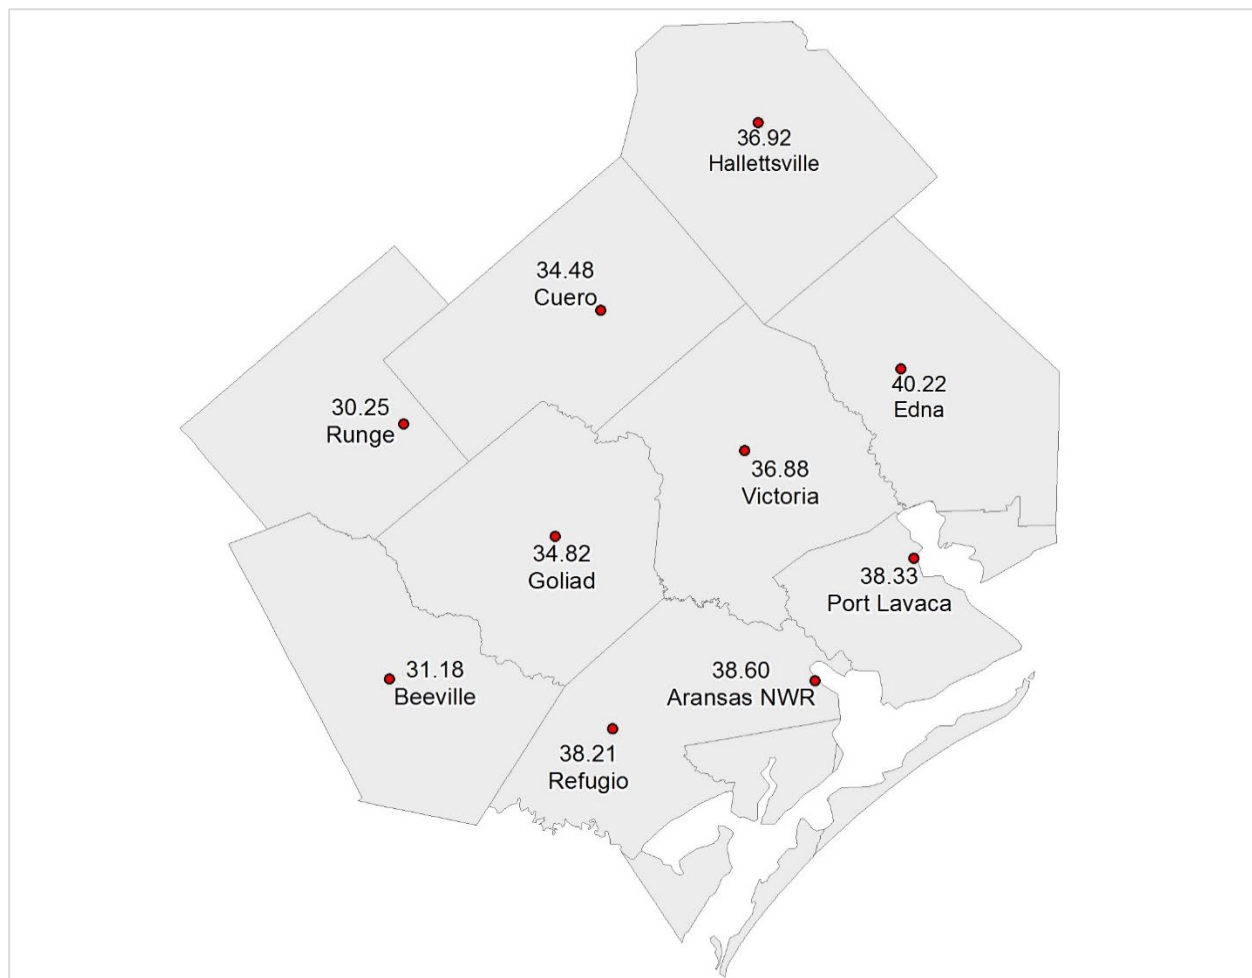 36.92
Hallettsville
34.48
Cuero
40.22
Edna
30.25
Runge
36.88
Victoria
34.82
Goliad
38.33
Port Lavaca
31.18
Beeville
38.60
Aransas NWR
38.21
Refugio